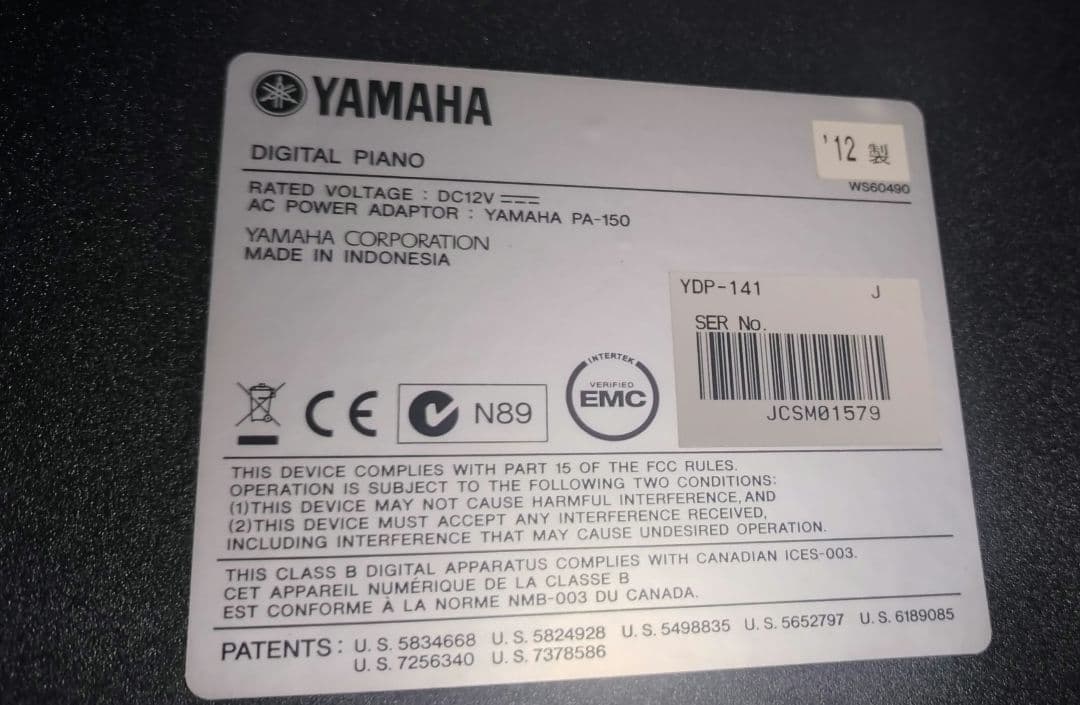 YAMAHA
DIGITAL PIANO
'12 製
WS60490
RATED VOLTAGE : DC12V
AC POWER ADAPTOR : YAMAHA PA-150
YAMAHA CORPORATION
MADE IN INDONESIA
YDP-141 J
SER No.
JCSM01579
CE
N89
INTERTEK
VERIFIED
EMC
THIS DEVICE COMPLIES WITH PART 15 OF THE FCC RULES.
OPERATION IS SUBJECT TO THE FOLLOWING TWO CONDITIONS:
(1)THIS DEVICE MAY NOT CAUSE HARMFUL INTERFERENCE, AND
(2)THIS DEVICE MUST ACCEPT ANY INTERFERENCE RECEIVED,
INCLUDING INTERFERENCE THAT MAY CAUSE UNDESIRED OPERATION.
THIS CLASS B DIGITAL APPARATUS COMPLIES WITH CANADIAN ICES-003.
CET APPAREIL NUMÉRIQUE DE LA CLASSE B
EST CONFORME À LA NORME NMB-003 DU CANADA.
PATENTS : U. S. 5834668 U. S. 5824928 U. S. 5498835 U. S. 5652797 U. S. 6189085
U. S. 7256340 U. S. 7378586